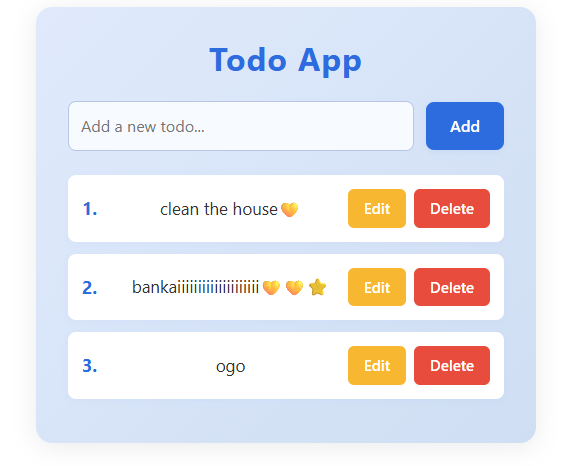 Todo App
Add a new todo...
Add
1. clean the house💛 Edit Delete
2. bankaiiiiiiiiiiiiiiiiiii💛 💛 ⭐ Edit Delete
3. ogo Edit Delete